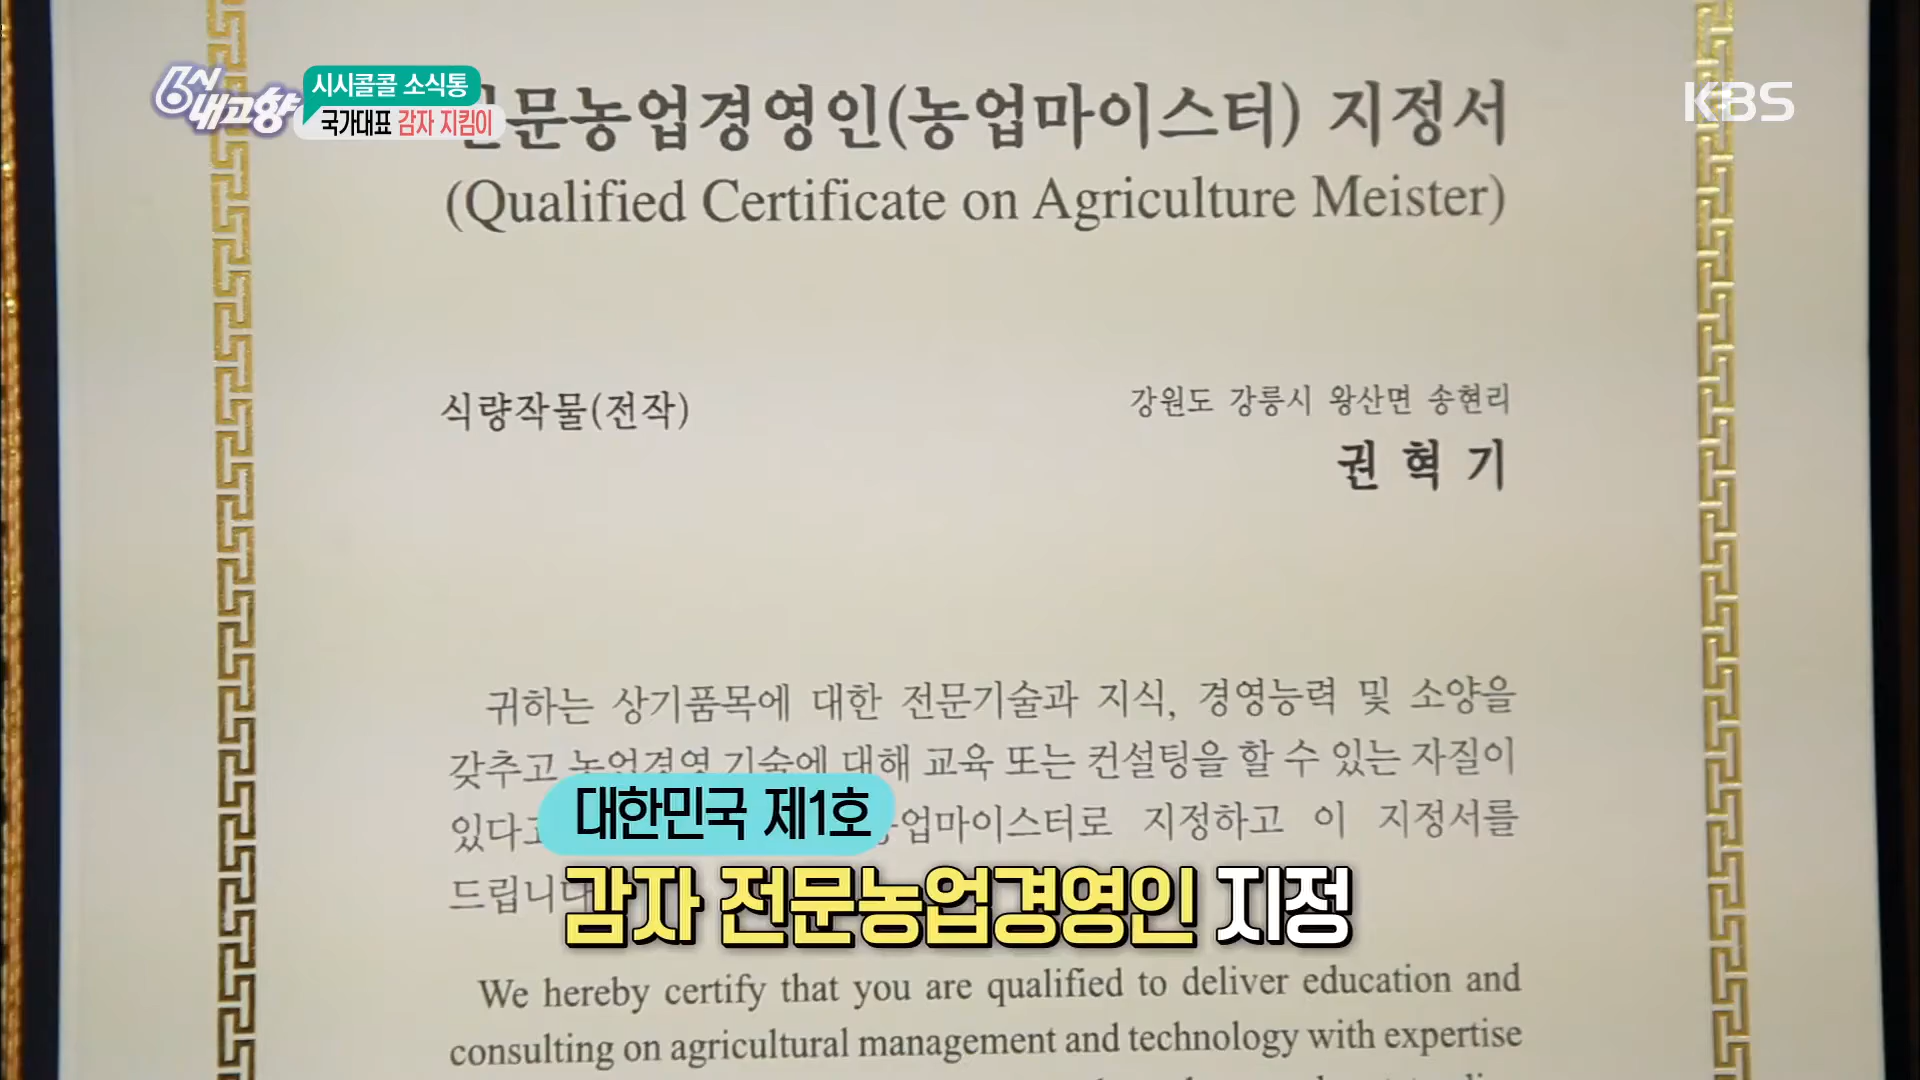 6시 내고향
시시콜콜 소식통
국가대표 감자 지킴이
KBS
문농업경영인(농업마이스터) 지정서
(Qualified Certificate on Agriculture Meister)
식량작물(전작)
강원도 강릉시 왕산면 송현리
권 혁 기
귀하는 상기품목에 대한 전문기술과 지식, 경영능력 및 소양을
갖추고 농업경영 기술에 대해 교육 또는 컨설팅을 할 수 있는 자질이
있다고 업마이스터로 지정하고 이 지정서를
드립니다
대한민국 제1호
감자 전문농업경영인 지정
We hereby certify that you are qualified to deliver education and
consulting on agricultural management and technology with expertise